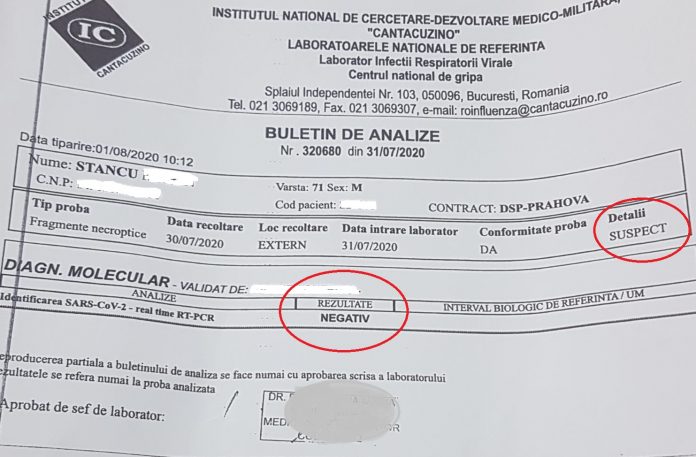 INSTITUT
IC
CANTACUZINO
INSTITUTUL NATIONAL DE CERCETARE-DEZVOLTARE MEDICO-MILITARA,
"CANTACUZINO"
LABORATOARELE NATIONALE DE REFERINTA
Laborator Infectii Respiratorii Virale
Centrul national de gripa
Splaiul Independentei Nr. 103, 050096, Bucuresti, Romania
Tel. 021 3069189, Fax. 021 3069307, e-mail: roinfluenza@cantacuzino.ro
BULETIN DE ANALIZE
Nr. 320680 din 31/07/2020
Data tiparire:01/08/2020 10:12
Nume: STANCU
C.N.P:
Varsta: 71 Sex: M
Cod pacient:
CONTRACT: DSP-PRAHOVA
Tip proba Data recoltare Loc recoltare Data intrare laborator Conformitate proba Detalii
Fragmente necroptice 30/07/2020 EXTERN 31/07/2020 DA SUSPECT
DIAGN. MOLECULAR - VALIDAT DE:
ANALIZE REZULTATE INTERVAL BIOLOGIC DE REFERINTA / UM
Identificarea SARS-CoV-2 – real time RT-PCR NEGATIV
eproducerea partiala a buletinului de analiza se face numai cu aprobarea scrisa a laboratorului
ezultatele se refera numai la proba analizata
Aprobat de sef de laborator:
DR.
MED